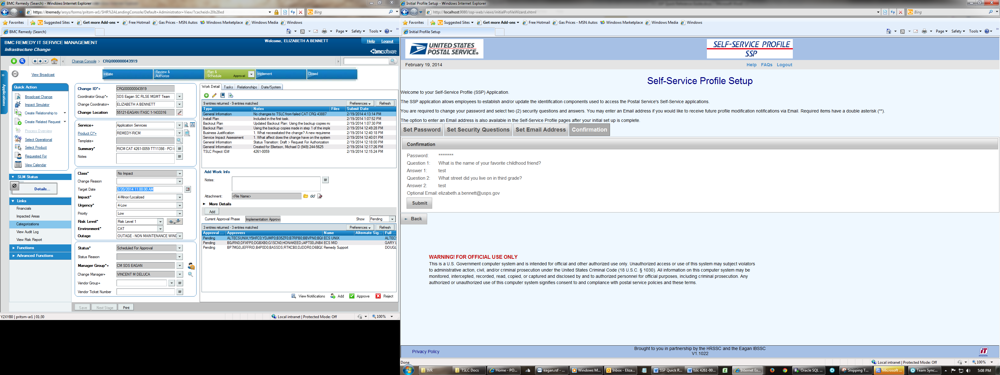 BMC Remedy (Search) - Windows Internet Explorer
https://itremedy/arsys/forms/pritsm-ar1/SHR%3ALandingConsole/Default+Administrator+View/?cacheid=20b28ed
Bing
Favorites
Suggested Sites
Get more Add-ons
Free Hotmail
Gas Prices - MSN Autos
Windows Marketplace
Windows Media
Windows
BMC Remedy (Search)
Page
Safety
Tools
BMC REMEDY IT SERVICE MANAGEMENT
Infrastructure Change
Welcome, ELIZABETH A BENNETT
Help
Logout
bmcsoftware
Change Console > CRQ000000043919
Applications
View Broadcast
Initiate
Review & Authorize
Plan & Schedule
Approval
Implement
Closed
Quick Action
Broadcast Change
Impact Simulator
Create Relationship to
Create Related Request
Process Overview
Select Operational
Select Product
Requested For
View Calendar
SLM Status
Details...
Links
Financials
Impacted Areas
Categorizations
View Audit Log
View Risk Report
Functions
Advanced Functions
Change ID*+ CRQ000000043919
Coordinator Group*+ SDS Eagan SC RLSE MGMT Team
Change Coordinator+ ELIZABETH A BENNETT
Change Location 55121-EAGAN ITASC 1-1433316
Service+ Application Services
Product CI*+ REMEDY-RICM
Template+
Summary* RICM CAT 4261-0059 TT11398 - PCI
Notes
Class* No Impact
Change Reason
Target Date 2/20/2014 11:00:00 AM
Impact* 4-Minor/Localized
Urgency* 4-Low
Priority Low
Risk Level* Risk Level 1
Environment* CAT
Outage OUTAGE - NON MAINTENANCE WIND
Status* Scheduled For Approval
Status Reason
Manager Group*+ CM SDS EAGAN
Change Manager+ VINCENT M DELUCA
Vendor Group+
Vendor Ticket Number
Save
Next Stage
Print
Work Detail
Tasks
Relationships
Date/System
9 entries returned - 9 entries matched
Preferences
Refresh
Type Notes Files Submit Date
General Information No changes to TSLC from failed CAT CRQ 43887 2/19/2014 4:13:14 PM
Install Plan Included in the first task. 2/19/2014 1:07:52 PM
Backout Plan Updated Backout Plan: Using the backup copies ma 2/19/2014 1:07:30 PM
Backout Plan Using the backup copies made in step 1 of the imple 2/19/2014 12:49:28 PM
Business Justification 1. What necessitated the change? A new requireme 2/19/2014 12:40:18 PM
Service Impact Assessment 1. What affect does the change have on the system 2/19/2014 12:40:01 PM
General Information Status Transition: Draft > Request For Authorization 2/19/2014 12:18:00 PM
General Information Created for Ellertson, Michael D (949) 244-5625 2/19/2014 12:17:26 PM
TSLC Project ID# 4261-0059 2/19/2014 12:15:24 PM
Add Work Info
Notes:
Attachment: <File Name>
More Details
Add
Current Approval Phase Implementation Approva
Show Pending
3 entries returned - 3 entries matched
Preferences
Refresh
Approval ... Approvers Name Alternate Sig... Full ...
Pending ALTECSUNIX;Y5HFC0;YDJMP0;B35ZF0;B7RPB0;BBVPN0;BQI ECS UNIX ALTEC
Pending B0JRN0;DFXFP0;DGBXB0;G1SCN0;HONAKEED;J4PT00;JNB4 ECS MID GARY L
Pending BP7MG0;JEFFRID;B4P0D0;BASSDS;RTKCB0;DJDDR0;D6BQ Remedy Support DOUGL
View Notifications
Add
Approve
Reject
Y2XYB0 | pritsm-ar1 | 01:30
Local intranet | Protected Mode: Off
100%
Initial Profile Setup - Windows Internet Explorer
http://localhost:9080/ssp-web/views/initialProfileWizard.xhtml
Bing
Favorites
Suggested Sites
Get more Add-ons
Free Hotmail
Gas Prices - MSN Autos
Windows Marketplace
Windows Media
Windows
Initial Profile Setup
Page
Safety
Tools
UNITED STATES
POSTAL SERVICE®
SELF-SERVICE PROFILE
SSP
February 19, 2014
Help FAQs Logout
Self-Service Profile Setup
Welcome to your Self-Service Profile (SSP) Application.
The SSP application allows employees to establish and/or update the identification components used to access the Postal Service's Self-Service applications.
You are required to change your password and select two (2) security questions and answers. You may enter an Email address if you would like to receive future profile modification notifications via Email. Required items have a double asterisk (**).
The option to enter an Email address is also available in the Self-Service Profile pages after your initial set up is complete.
Set Password
Set Security Questions
Set Email Address
Confirmation
Confirmation
Password: ********
Question 1: What is the name of your favorite childhood friend?
Answer 1: test
Question 2: What street did you live on in third grade?
Answer 2: test
Optional Email: elizabeth.a.bennett@usps.gov
Submit
Back
WARNING! FOR OFFICIAL USE ONLY
This is a U.S. Government computer system and is intended for official and other authorized use only. Unauthorized access or use of this system may subject violators
to administrative action, civil, and/or criminal prosecution under the United States Criminal Code (18 U.S.C. § 1030). All information on this computer system may be
monitored, intercepted, recorded, read, copied, or captured and disclosed by and to authorized personnel for official purposes, including criminal prosecution. Any
authorized or unauthorized use of this computer system signifies consent to and compliance with postal service policies and these terms.
Privacy Policy
Brought to you in partnership by the HRSSC and the Eagan IBSSC
V1.1022
IT
Done
Local intranet | Protected Mode: Off
100%
IVR
TSLC Docs
Home - PO...
eagan.rsf - ...
Windows M...
Inbox - Eliza...
SSP Quick R...
tslc 4261-00...
Internet Ex...
Oracle SQL ...
Snipping T...
Microsoft ...
Team Sync...
5:08 PM